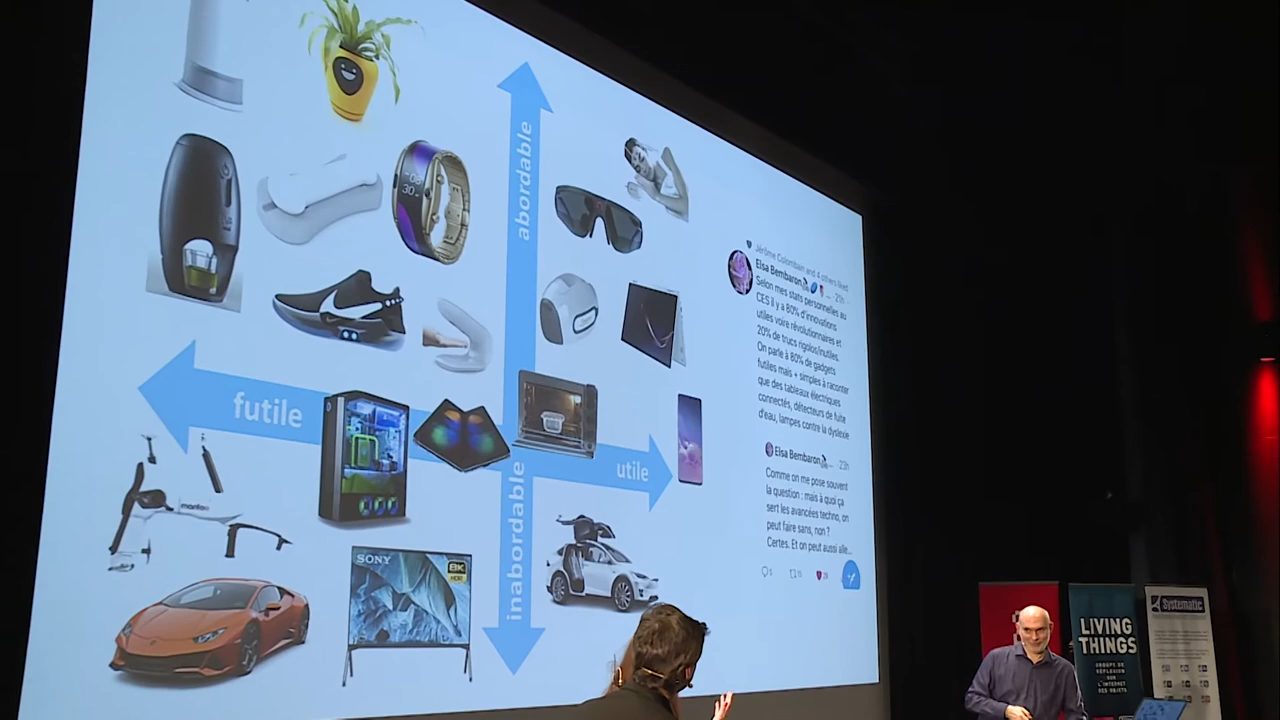 abordable
futile
utile
inabordable
SONY
8K
HDR
Jérôme Colombain and 4 others liked
Elsa Bembaron
21h
Selon mes stats personnelles au
CES il y a 80% d'innovations
utiles voire révolutionnaires et
20% de trucs rigolos/inutiles.
On parle à 80% de gadgets
futiles mais + simples à raconter
que des tableaux électriques
connectés, détecteurs de fuite
d'eau, lampes contre la dyslexie
Elsa Bembaron
23h
Comme on me pose souvent
la question : mais à quoi ça
sert les avancées techno, on
peut faire sans, non ?
Certes. Et on peut aussi alle...
LIVING
THINGS
GROUPE DE
RÉFLEXION
SUR
L'INTERNET
DES OBJETS
Systematic